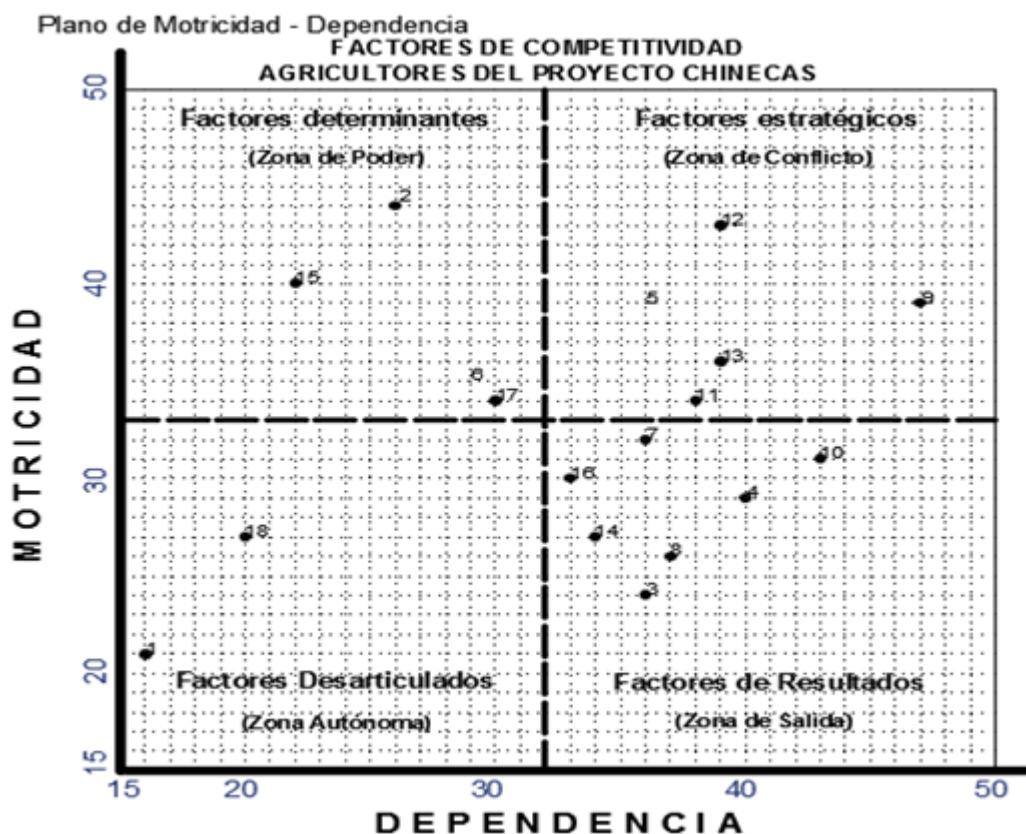 Plano de Motricidad - Dependencia
FACTORES DE COMPETITIVIDAD
AGRICULTORES DEL PROYECTO CHINECAS
50
Factores determinantes
(Zona de Poder)
Factores estratégicos
(Zona de Conflicto)
2
12
40
15
5
9
13
6
17
11
MOTRICIDAD
7
10
30
16
4
18
14
8
3
1
20
Factores Desarticulados
(Zona Autónoma)
Factores de Resultados
(Zona de Salida)
15
15
20
30
40
50
DEPENDENCIA